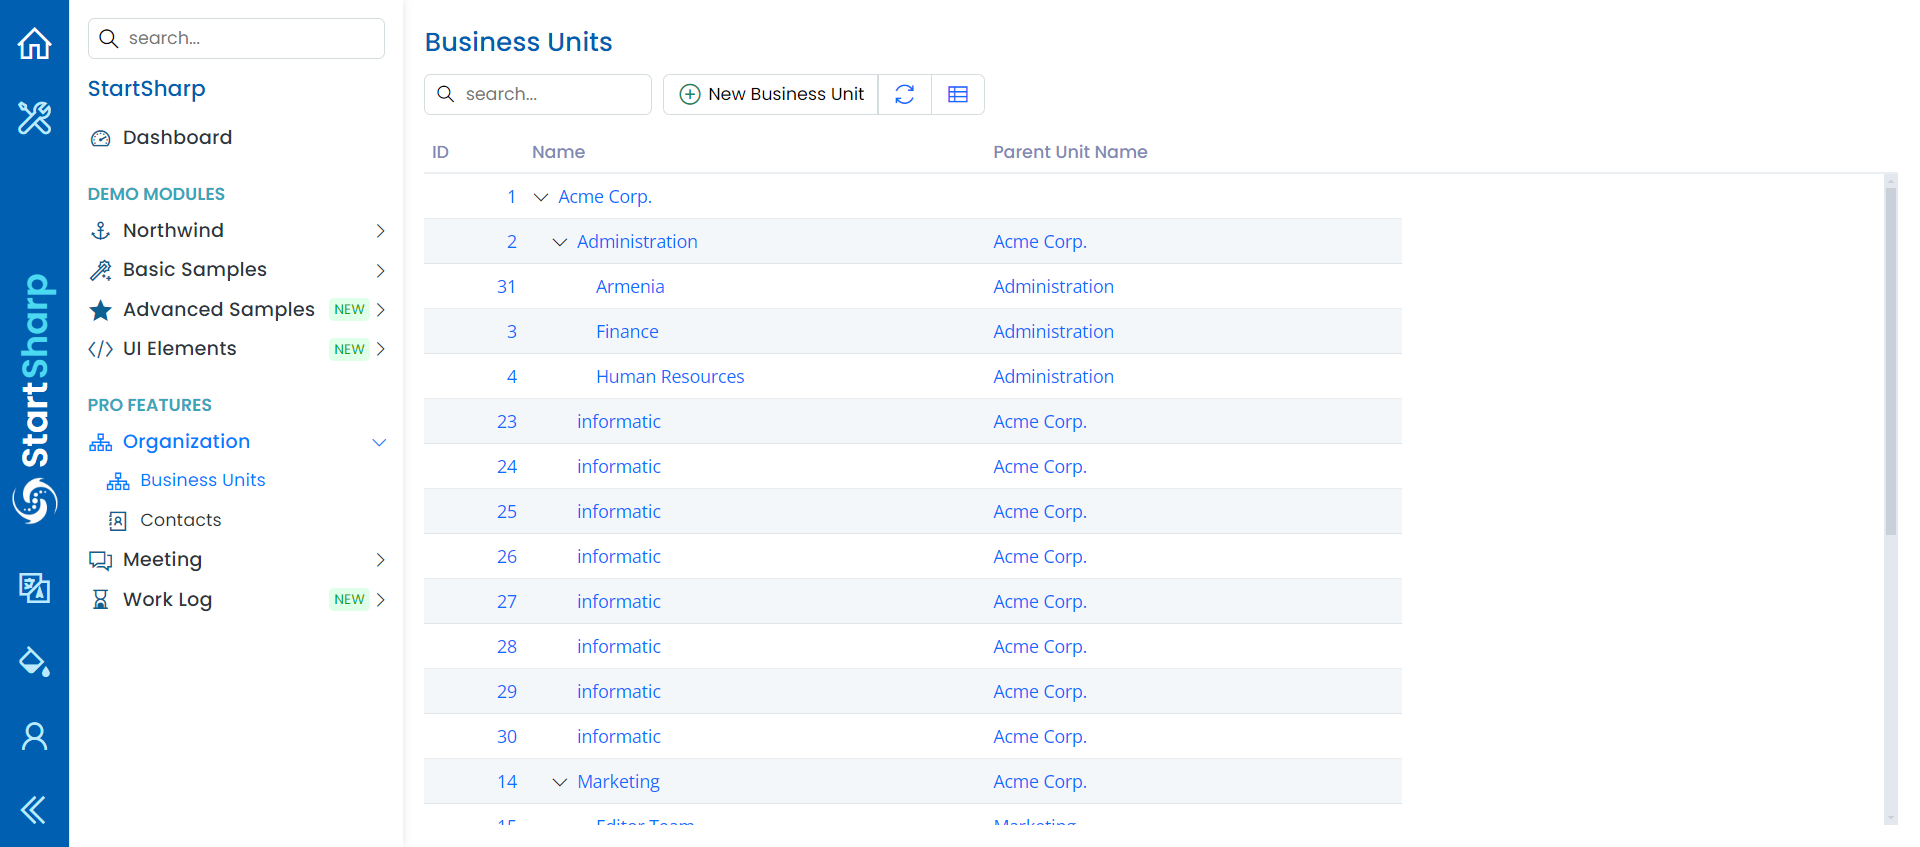 StartSharp
search...
StartSharp
Dashboard
DEMO MODULES
Northwind
Basic Samples
Advanced Samples NEW
UI Elements NEW
PRO FEATURES
Organization
Business Units
Contacts
Meeting
Work Log NEW
Business Units
search... New Business Unit
ID Name Parent Unit Name
1 Acme Corp.
2 Administration Acme Corp.
31 Armenia Administration
3 Finance Administration
4 Human Resources Administration
23 informatic Acme Corp.
24 informatic Acme Corp.
25 informatic Acme Corp.
26 informatic Acme Corp.
27 informatic Acme Corp.
28 informatic Acme Corp.
29 informatic Acme Corp.
30 informatic Acme Corp.
14 Marketing Acme Corp.
15 Editor Team Marketing